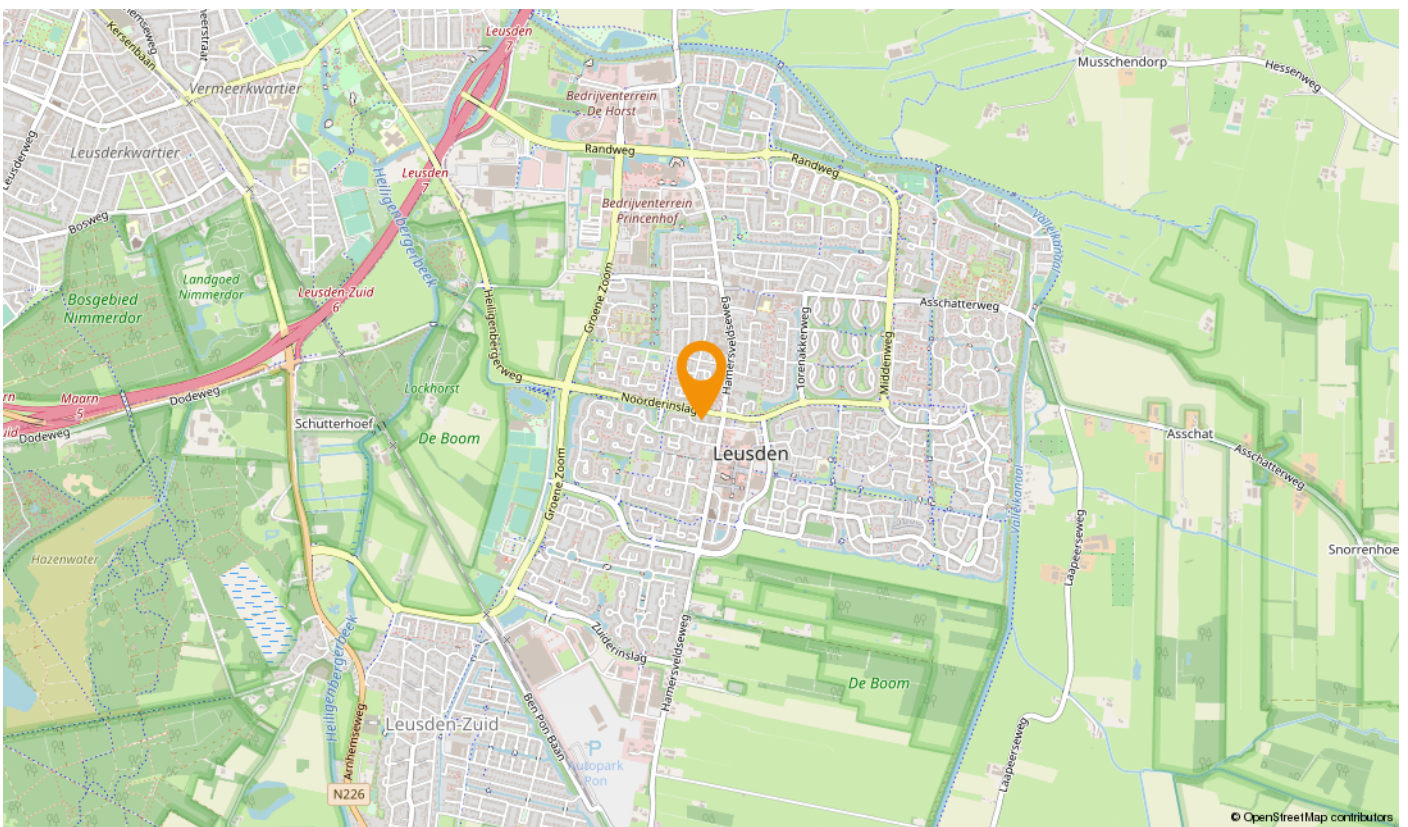 Kersenbaan
Leusden
7
Musschendorp
Hessenweg
Vermeerkwartier
Bedrijventerrein
De Horst
Leusderkwartier
Leusderweg
Randweg
Randweg
Leusden
7
Heiligenbergerbeek
Bosweg
Bedrijventerrein
Princenhof
Valleikanaal
Landgoed
Nimmerdor
Bosgebied
Nimmerdor
Leusden-Zuid
6
Groene Zoom
Heiligenbergerweg
Hamersveldseweg
Asschatterweg
Torenakkerweg
Middenweg
Lockhorst
Maarn
5
Dodeweg
Dodeweg
Noorderinslag
Schutterhoef
De Boom
Asschat
Asschatterweg
Leusden
Groene Zoom
Valleikanaal
Laapeerseweg
Snorrenhoe
Hazenwater
Heiligenbergerbeek
Zuiderinslag
Hamersveldseweg
De Boom
Leusden-Zuid
Ben Pon Baan
Arnhemseweg
Laapeerseweg
P
Autopark
Pon
N226
© OpenStreetMap contributors